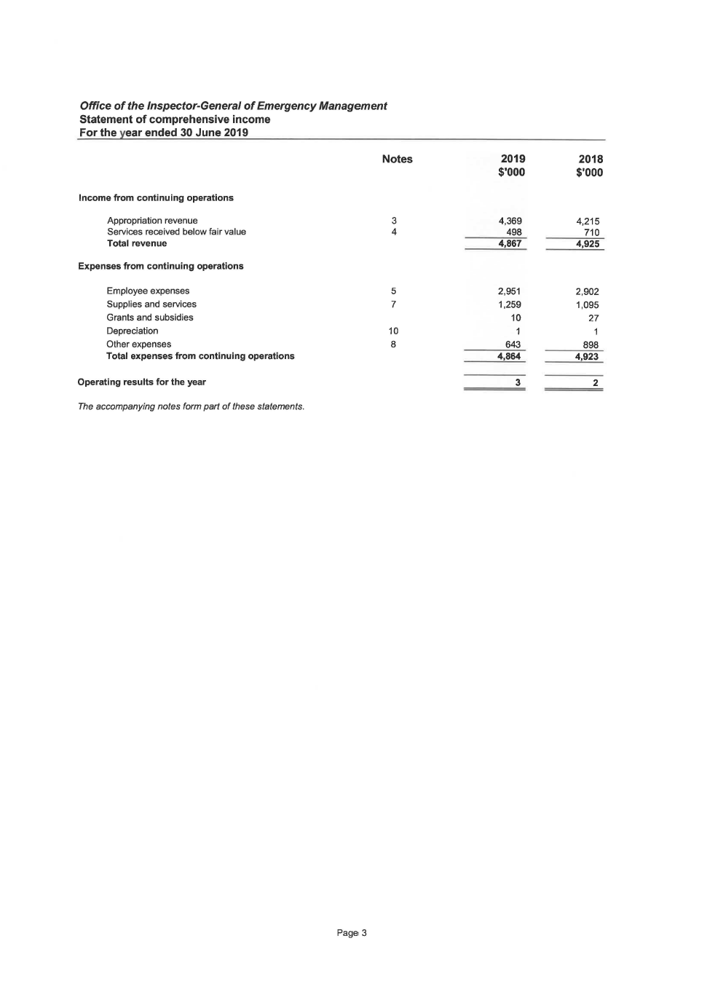 Office of the Inspector-General of Emergency Management
Statement of comprehensive income
For the year ended 30 June 2019
Notes 2019 2018
$'000 $'000
Income from continuing operations
Appropriation revenue 3 4,369 4,215
Services received below fair value 4 498 710
Total revenue 4,867 4,925
Expenses from continuing operations
Employee expenses 5 2,951 2,902
Supplies and services 7 1,259 1,095
Grants and subsidies 10 27
Depreciation 10 1 1
Other expenses 8 643 898
Total expenses from continuing operations 4,864 4,923
Operating results for the year 3 2
The accompanying notes form part of these statements.
Page 3